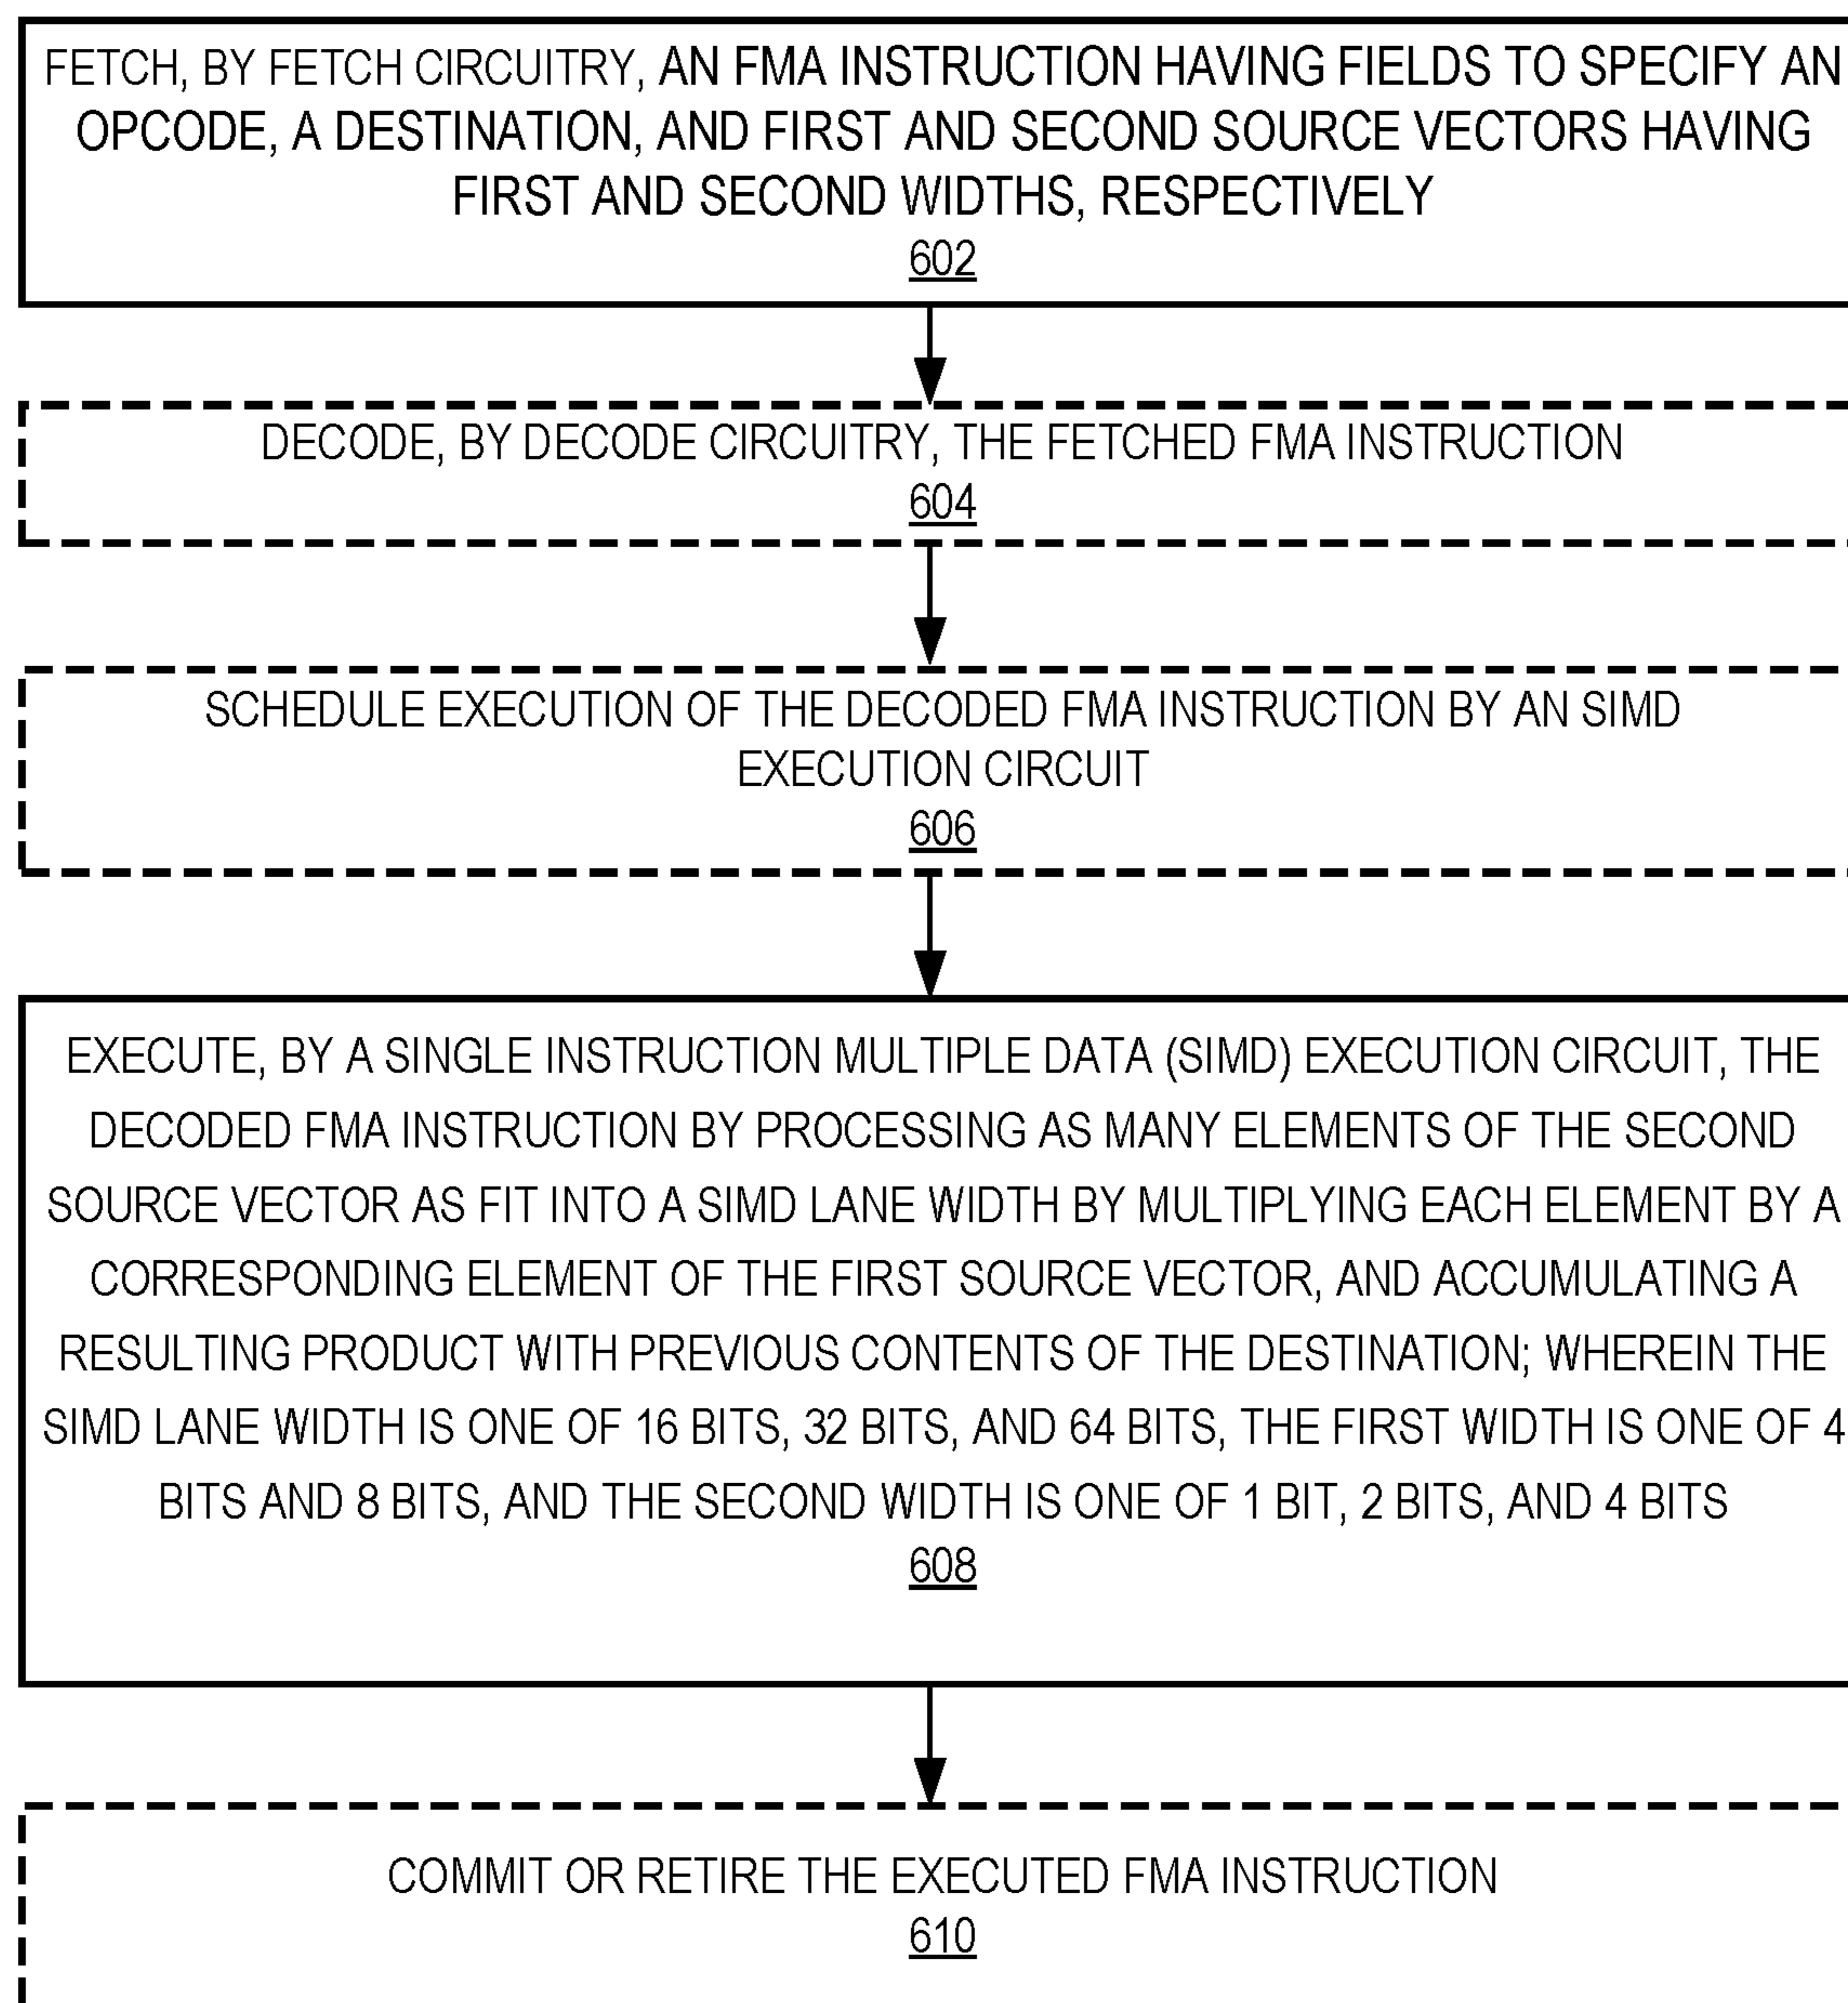 FETCH, BY FETCH CIRCUITRY, AN FMA INSTRUCTION HAVING FIELDS TO SPECIFY AN
OPCODE, A DESTINATION, AND FIRST AND SECOND SOURCE VECTORS HAVING
FIRST AND SECOND WIDTHS, RESPECTIVELY
602
DECODE, BY DECODE CIRCUITRY, THE FETCHED FMA INSTRUCTION
604
SCHEDULE EXECUTION OF THE DECODED FMA INSTRUCTION BY AN SIMD
EXECUTION CIRCUIT
606
EXECUTE, BY A SINGLE INSTRUCTION MULTIPLE DATA (SIMD) EXECUTION CIRCUIT, THE
DECODED FMA INSTRUCTION BY PROCESSING AS MANY ELEMENTS OF THE SECOND
SOURCE VECTOR AS FIT INTO A SIMD LANE WIDTH BY MULTIPLYING EACH ELEMENT BY A
CORRESPONDING ELEMENT OF THE FIRST SOURCE VECTOR, AND ACCUMULATING A
RESULTING PRODUCT WITH PREVIOUS CONTENTS OF THE DESTINATION; WHEREIN THE
SIMD LANE WIDTH IS ONE OF 16 BITS, 32 BITS, AND 64 BITS, THE FIRST WIDTH IS ONE OF 4
BITS AND 8 BITS, AND THE SECOND WIDTH IS ONE OF 1 BIT, 2 BITS, AND 4 BITS
608
COMMIT OR RETIRE THE EXECUTED FMA INSTRUCTION
610